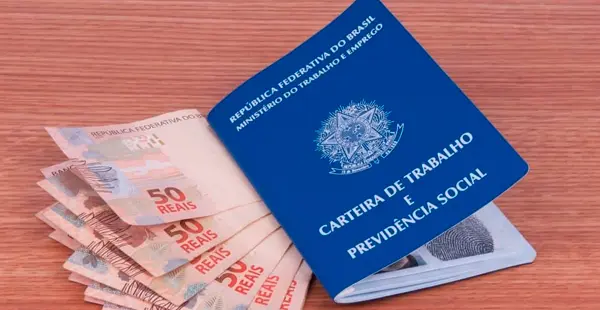 REPÚBLICA FEDERATIVA DO BRASIL
MINISTÉRIO DO TRABALHO E EMPREGO
CARTEIRA DE TRABALHO
E
PREVIDÊNCIA SOCIAL
REPÚBLICA FEDERATIVA DO BRASIL
50
REAIS
50
REAIS
50
REAIS
50
REAIS
50
REAIS